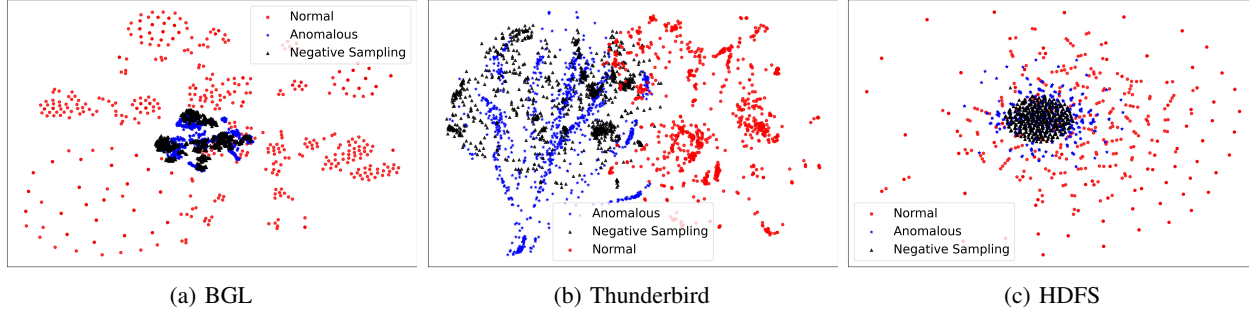 Normal
Anomalous
Negative Sampling
Anomalous
Negative Sampling
Normal
Normal
Anomalous
Negative Sampling
(a) BGL
(b) Thunderbird
(c) HDFS